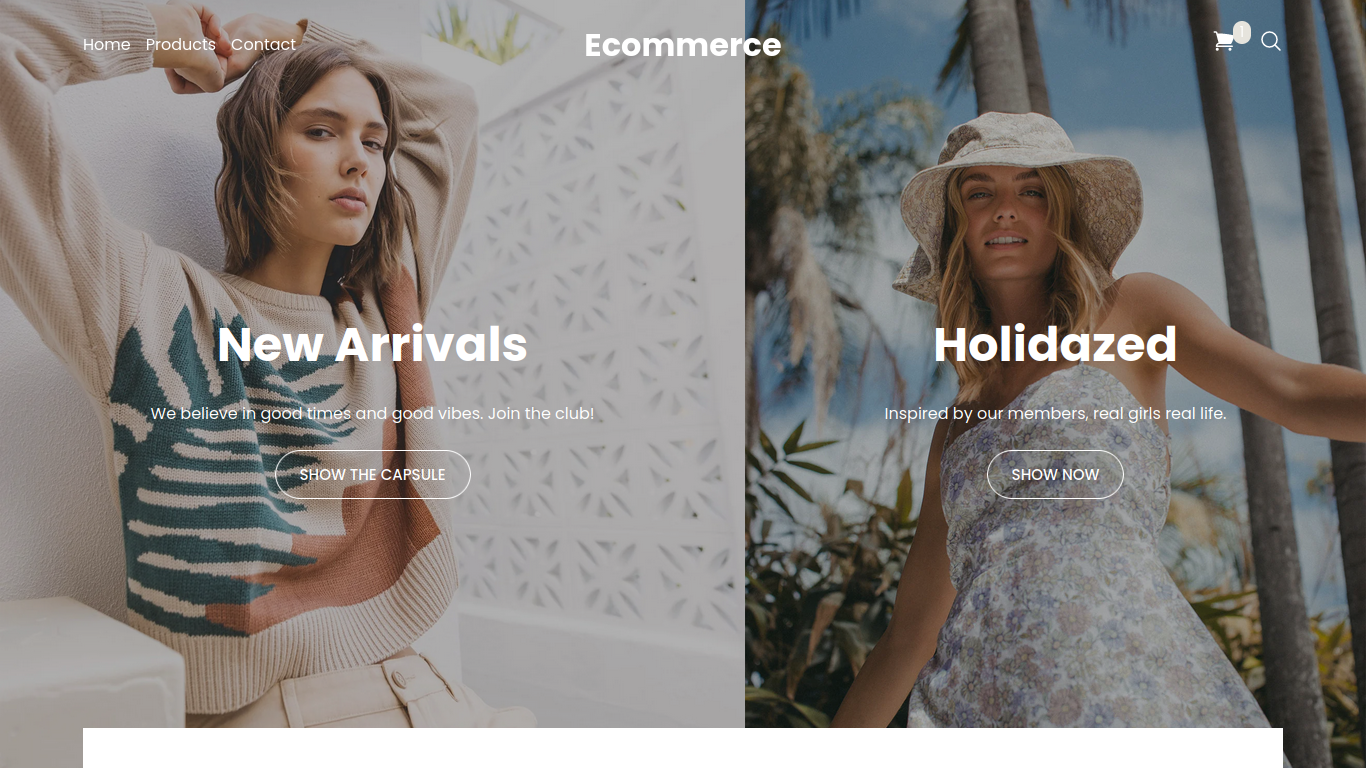 Home Products Contact
Ecommerce
1
New Arrivals
We believe in good times and good vibes. Join the club!
SHOW THE CAPSULE
Holidazed
Inspired by our members, real girls real life.
SHOW NOW